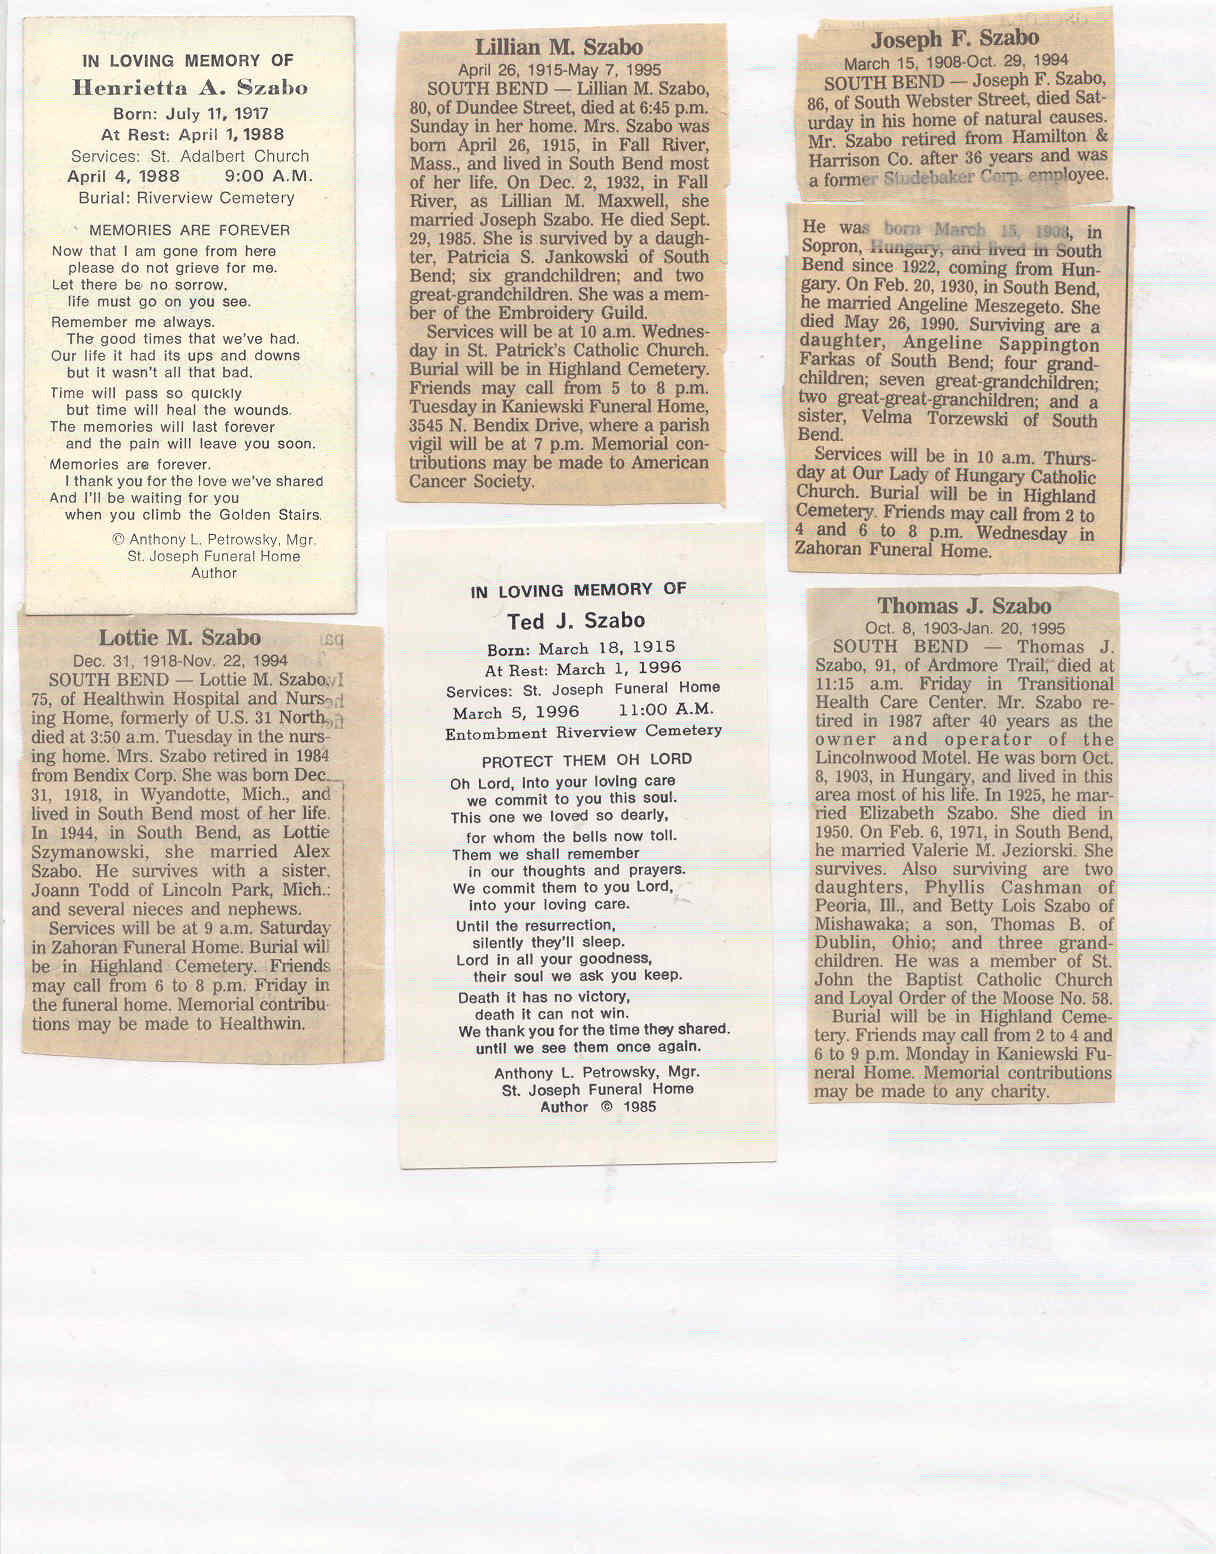 IN LOVING MEMORY OF
Henrietta A. Szabo
Born: July 11, 1917
At Rest: April 1, 1988
Services: St. Adalbert Church
April 4, 1988 9:00 A.M.
Burial: Riverview Cemetery
MEMORIES ARE FOREVER
Now that I am gone from here
please do not grieve for me.
Let there be no sorrow,
life must go on you see.
Remember me always.
The good times that we've had.
Our life it had its ups and downs
but it wasn't all that bad.
Time will pass so quickly
but time will heal the wounds.
The memories will last forever
and the pain will leave you soon.
Memories are forever.
I thank you for the love we've shared
And I'll be waiting for you
when you climb the Golden Stairs.
© Anthony L. Petrowsky, Mgr.
St. Joseph Funeral Home
Author
Lottie M. Szabo
Dec. 31, 1918-Nov. 22, 1994
SOUTH BEND — Lottie M. Szabo,
75, of Healthwin Hospital and Nurs-
ing Home, formerly of U.S. 31 North,
died at 3:50 a.m. Tuesday in the nurs-
ing home. Mrs. Szabo retired in 1984
from Bendix Corp. She was born Dec.
31, 1918, in Wyandotte, Mich., and
lived in South Bend most of her life.
In 1944, in South Bend, as Lottie
Szymanowski, she married Alex
Szabo. He survives with a sister,
Joann Todd of Lincoln Park, Mich.;
and several nieces and nephews.
Services will be at 9 a.m. Saturday
in Zahoran Funeral Home. Burial will
be in Highland Cemetery. Friends
may call from 6 to 8 p.m. Friday in
the funeral home. Memorial contribu-
tions may be made to Healthwin.
Lillian M. Szabo
April 26, 1915-May 7, 1995
SOUTH BEND — Lillian M. Szabo,
80, of Dundee Street, died at 6:45 p.m.
Sunday in her home. Mrs. Szabo was
born April 26, 1915, in Fall River,
Mass., and lived in South Bend most
of her life. On Dec. 2, 1932, in Fall
River, as Lillian M. Maxwell, she
married Joseph Szabo. He died Sept.
29, 1985. She is survived by a daugh-
ter, Patricia S. Jankowski of South
Bend; six grandchildren; and two
great-grandchildren. She was a mem-
ber of the Embroidery Guild.
Services will be at 10 a.m. Wednes-
day in St. Patrick's Catholic Church.
Burial will be in Highland Cemetery.
Friends may call from 5 to 8 p.m.
Tuesday in Kaniewski Funeral Home,
3545 N. Bendix Drive, where a parish
vigil will be at 7 p.m. Memorial con-
tributions may be made to American
Cancer Society.
IN LOVING MEMORY OF
Ted J. Szabo
Born: March 18, 1915
At Rest: March 1, 1996
Services: St. Joseph Funeral Home
March 5, 1996 11:00 A.M.
Entombment Riverview Cemetery
PROTECT THEM OH LORD
Oh Lord, into your loving care
we commit to you this soul.
This one we loved so dearly,
for whom the bells now toll.
Them we shall remember
in our thoughts and prayers.
We commit them to you Lord,
into your loving care.
Until the resurrection,
silently they'll sleep.
Lord in all your goodness,
their soul we ask you keep.
Death it has no victory,
death it can not win.
We thank you for the time they shared.
until we see them once again.
Anthony L. Petrowsky, Mgr.
St. Joseph Funeral Home
Author © 1985
Joseph F. Szabo
March 15, 1908-Oct. 29, 1994
SOUTH BEND — Joseph F. Szabo,
86, of South Webster Street, died Sat-
urday in his home of natural causes.
Mr. Szabo retired from Hamilton &
Harrison Co. after 36 years and was
a former Studebaker Corp. employee.
He was born March 15, 1908, in
Sopron, Hungary, and lived in South
Bend since 1922, coming from Hun-
gary. On Feb. 20, 1930, in South Bend,
he married Angeline Meszegeto. She
died May 26, 1990. Surviving are a
daughter, Angeline Sappington
Farkas of South Bend; four grand-
children; seven great-grandchildren;
two great-great-granchildren; and a
sister, Velma Torzewski of South
Bend.
Services will be in 10 a.m. Thurs-
day at Our Lady of Hungary Catholic
Church. Burial will be in Highland
Cemetery. Friends may call from 2 to
4 and 6 to 8 p.m. Wednesday in
Zahoran Funeral Home.
Thomas J. Szabo
Oct. 8, 1903-Jan. 20, 1995
SOUTH BEND — Thomas J.
Szabo, 91, of Ardmore Trail, died at
11:15 a.m. Friday in Transitional
Health Care Center. Mr. Szabo re-
tired in 1987 after 40 years as the
owner and operator of the
Lincolnwood Motel. He was born Oct.
8, 1903, in Hungary, and lived in this
area most of his life. In 1925, he mar-
ried Elizabeth Szabo. She died in
1950. On Feb. 6, 1971, in South Bend,
he married Valerie M. Jeziorski. She
survives. Also surviving are two
daughters, Phyllis Cashman of
Peoria, Ill., and Betty Lois Szabo of
Mishawaka; a son, Thomas B. of
Dublin, Ohio; and three grand-
children. He was a member of St.
John the Baptist Catholic Church
and Loyal Order of the Moose No. 58.
Burial will be in Highland Ceme-
tery. Friends may call from 2 to 4 and
6 to 9 p.m. Monday in Kaniewski Fu-
neral Home. Memorial contributions
may be made to any charity.